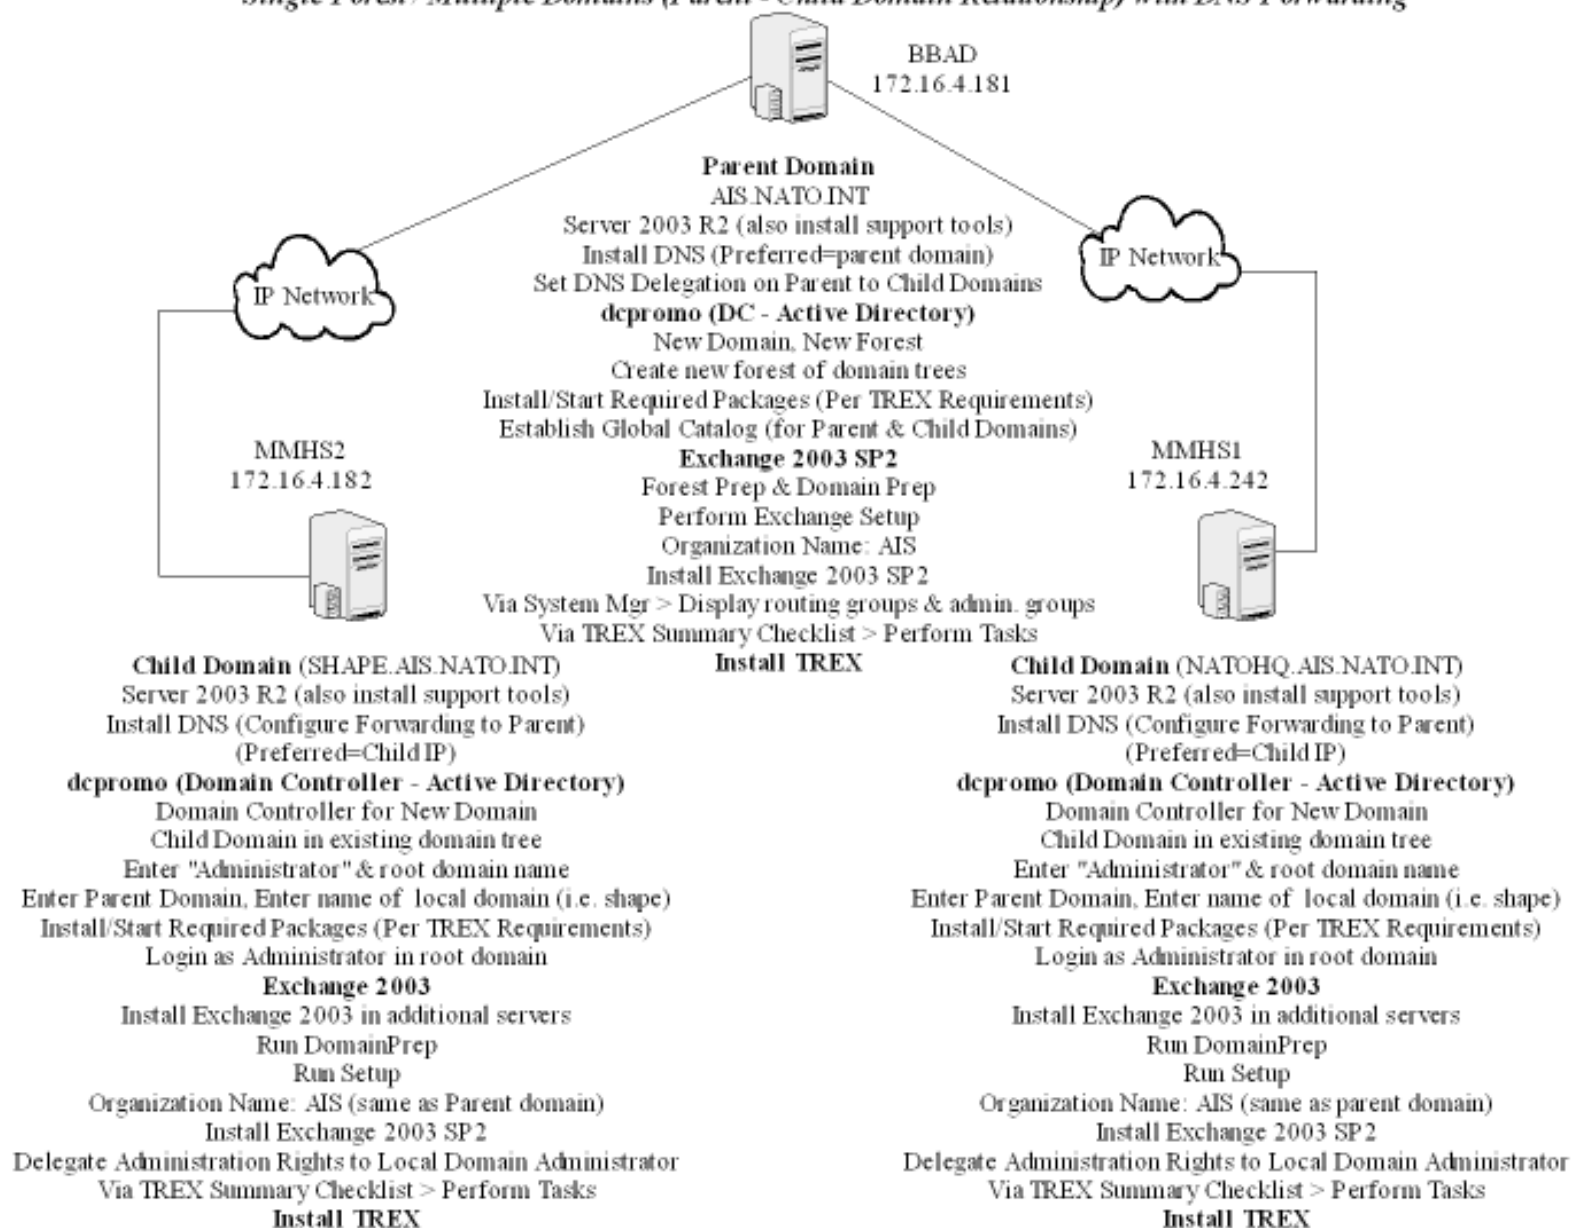 Single Forest / Multiple Domains (Parent - Child Domain Relationship) with DNS Forwarding
BBAD
172.16.4.181
Parent Domain
AIS.NATO.INT
Server 2003 R2 (also install support tools)
Install DNS (Preferred=parent domain)
Set DNS Delegation on Parent to Child Domains
dcpromo (DC - Active Directory)
New Domain, New Forest
Create new forest of domain trees
Install/Start Required Packages (Per TREX Requirements)
Establish Global Catalog (for Parent & Child Domains)
Exchange 2003 SP2
Forest Prep & Domain Prep
Perform Exchange Setup
Organization Name: AIS
Install Exchange 2003 SP2
Via System Mgr > Display routing groups & admin. groups
Via TREX Summary Checklist > Perform Tasks
Install TREX
IP Network
IP Network
MMHS2
172.16.4.182
Child Domain (SHAPE.AIS.NATO.INT)
Server 2003 R2 (also install support tools)
Install DNS (Configure Forwarding to Parent)
(Preferred=Child IP)
dcpromo (Domain Controller - Active Directory)
Domain Controller for New Domain
Child Domain in existing domain tree
Enter "Administrator" & root domain name
Enter Parent Domain, Enter name of local domain (i.e. shape)
Install/Start Required Packages (Per TREX Requirements)
Login as Administrator in root domain
Exchange 2003
Install Exchange 2003 in additional servers
Run DomainPrep
Run Setup
Organization Name: AIS (same as Parent domain)
Install Exchange 2003 SP2
Delegate Administration Rights to Local Domain Administrator
Via TREX Summary Checklist > Perform Tasks
Install TREX
MMHS1
172.16.4.242
Child Domain (NATOHQ.AIS.NATO.INT)
Server 2003 R2 (also install support tools)
Install DNS (Configure Forwarding to Parent)
(Preferred=Child IP)
dcpromo (Domain Controller - Active Directory)
Domain Controller for New Domain
Child Domain in existing domain tree
Enter "Administrator" & root domain name
Enter Parent Domain, Enter name of local domain (i.e. shape)
Install/Start Required Packages (Per TREX Requirements)
Login as Administrator in root domain
Exchange 2003
Install Exchange 2003 in additional servers
Run DomainPrep
Run Setup
Organization Name: AIS (same as parent domain)
Install Exchange 2003 SP2
Delegate Administration Rights to Local Domain Administrator
Via TREX Summary Checklist > Perform Tasks
Install TREX